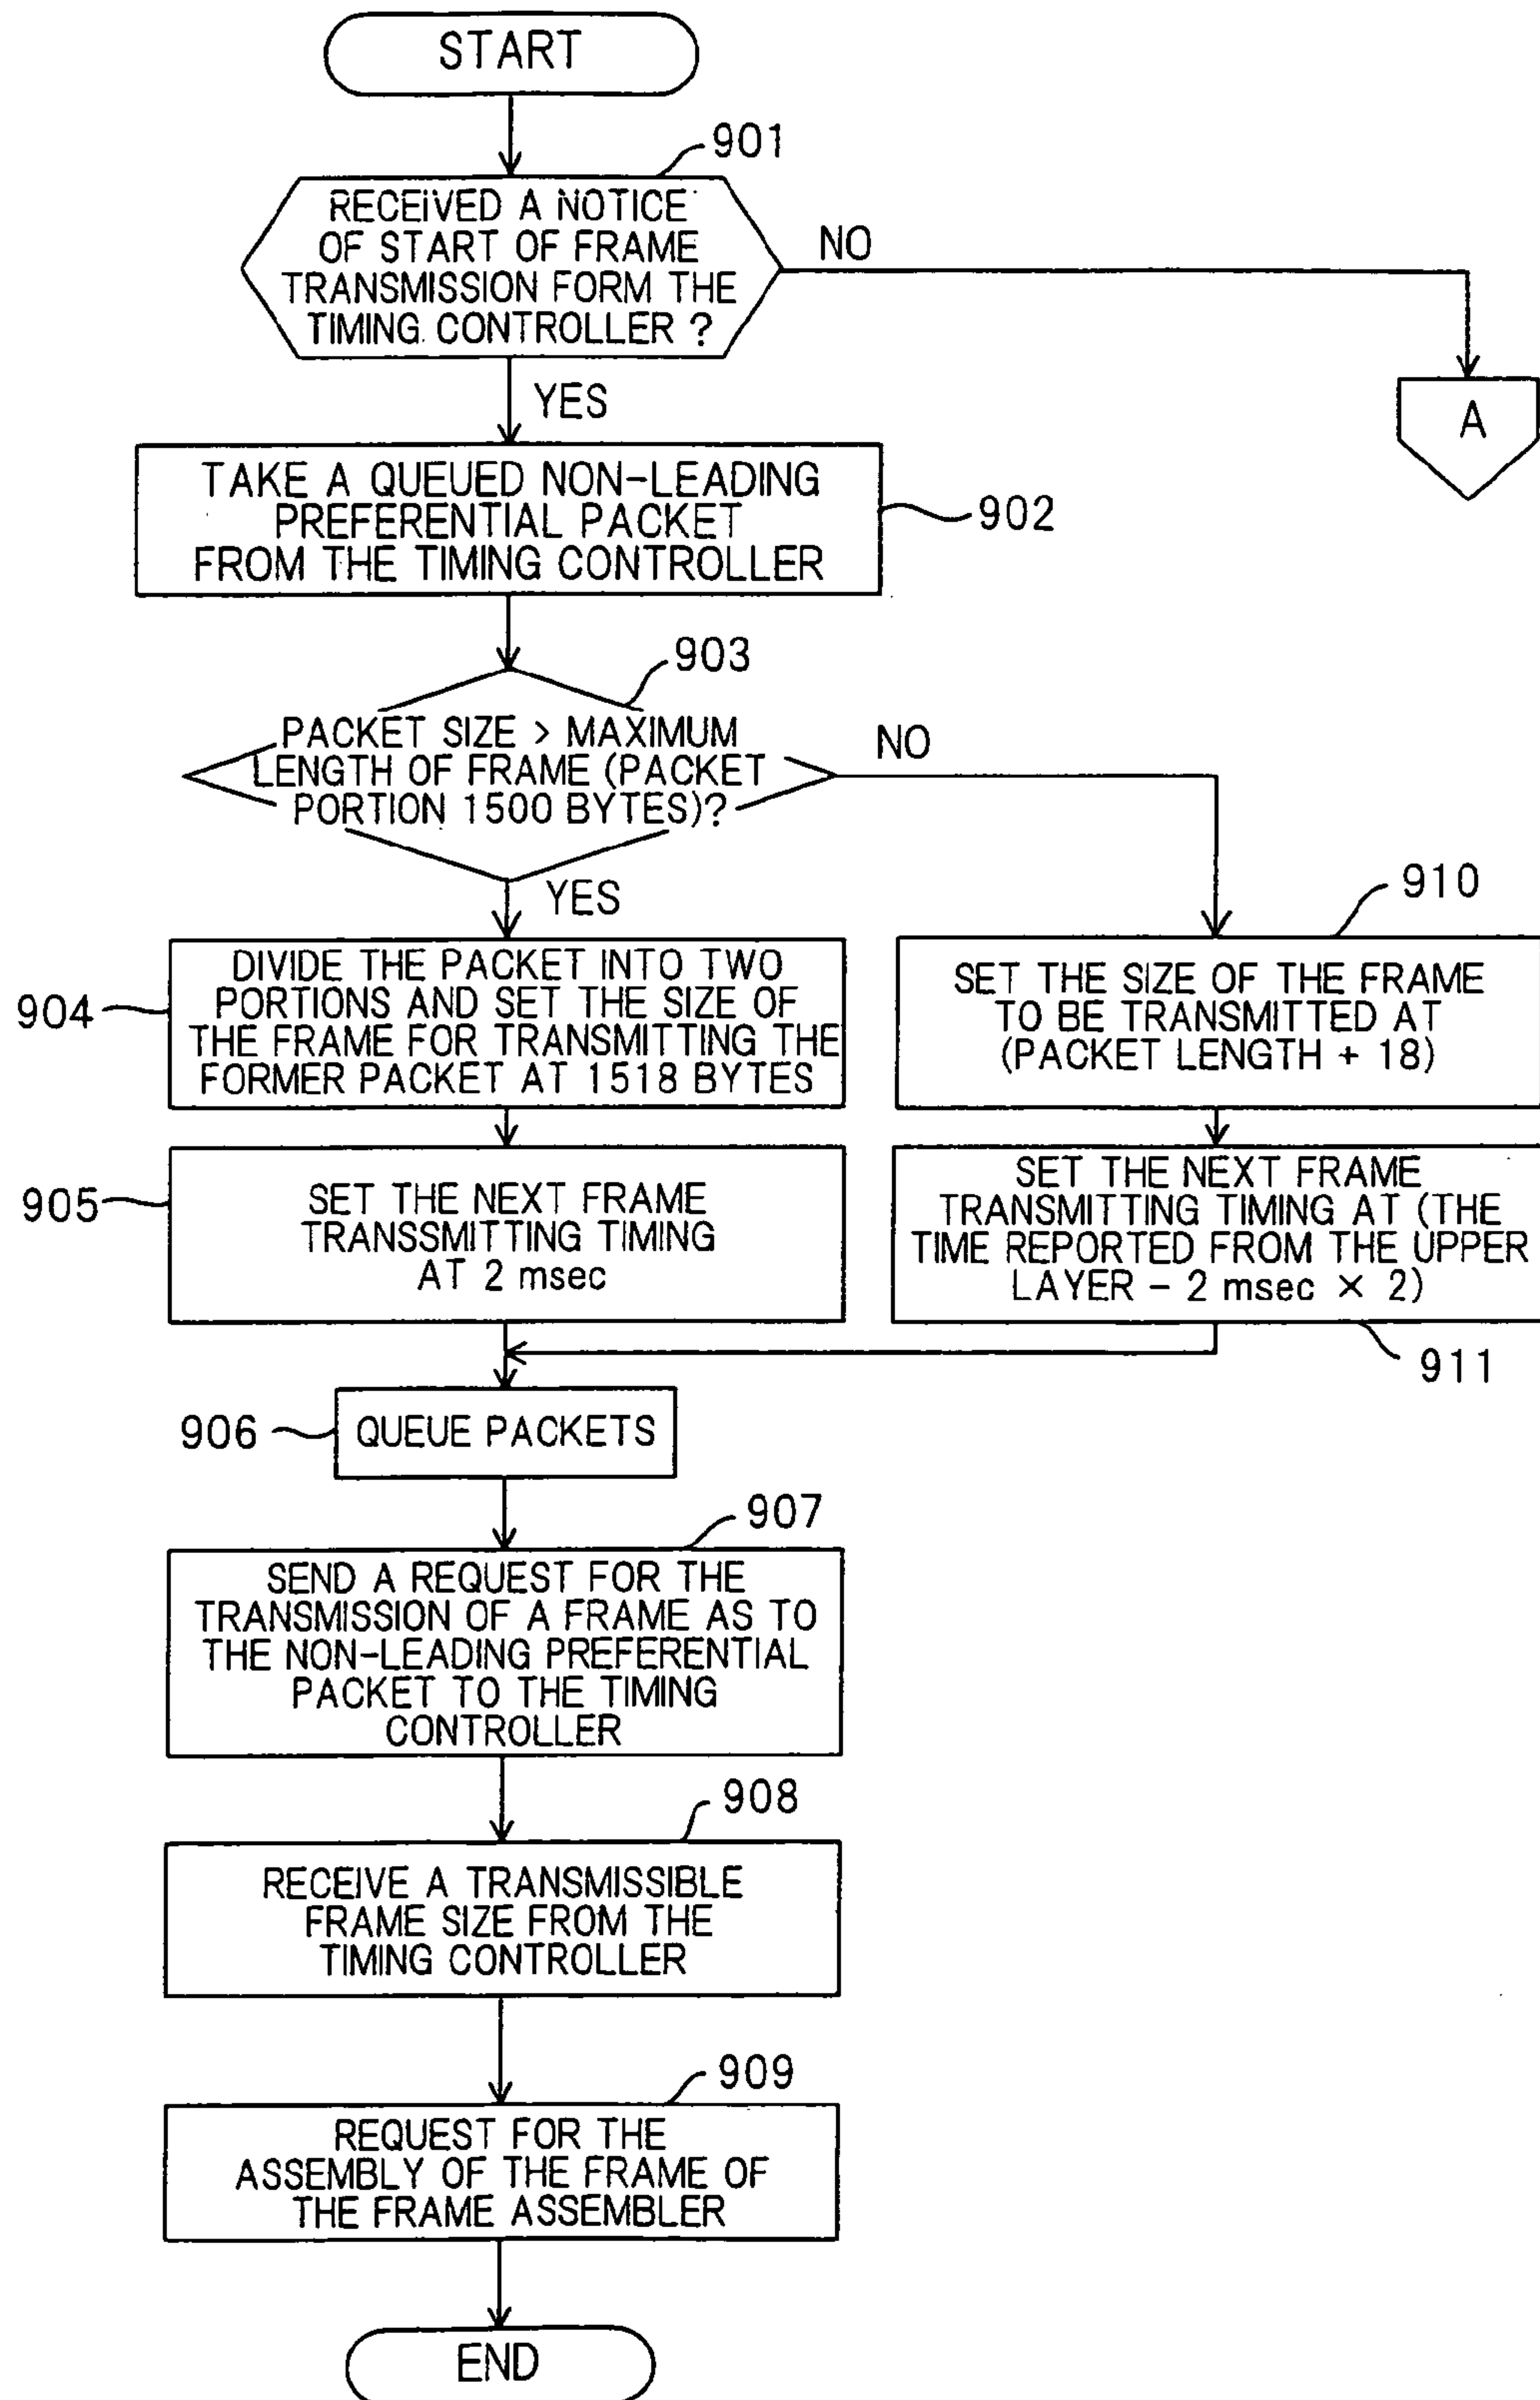 START
901
RECEIVED A NOTICE
OF START OF FRAME
TRANSMISSION FORM THE
TIMING CONTROLLER ?
NO
A
YES
TAKE A QUEUED NON-LEADING
PREFERENTIAL PACKET
FROM THE TIMING CONTROLLER
902
903
PACKET SIZE > MAXIMUM
LENGTH OF FRAME (PACKET
PORTION 1500 BYTES)?
NO
YES
904
DIVIDE THE PACKET INTO TWO
PORTIONS AND SET THE SIZE OF
THE FRAME FOR TRANSMITTING THE
FORMER PACKET AT 1518 BYTES
910
SET THE SIZE OF THE FRAME
TO BE TRANSMITTED AT
(PACKET LENGTH + 18)
905
SET THE NEXT FRAME
TRANSSMITTING TIMING
AT 2 msec
SET THE NEXT FRAME
TRANSMITTING TIMING AT (THE
TIME REPORTED FROM THE UPPER
LAYER - 2 msec × 2)
911
906
QUEUE PACKETS
907
SEND A REQUEST FOR THE
TRANSMISSION OF A FRAME AS TO
THE NON-LEADING PREFERENTIAL
PACKET TO THE TIMING
CONTROLLER
908
RECEIVE A TRANSMISSIBLE
FRAME SIZE FROM THE
TIMING CONTROLLER
909
REQUEST FOR THE
ASSEMBLY OF THE FRAME OF
THE FRAME ASSEMBLER
END